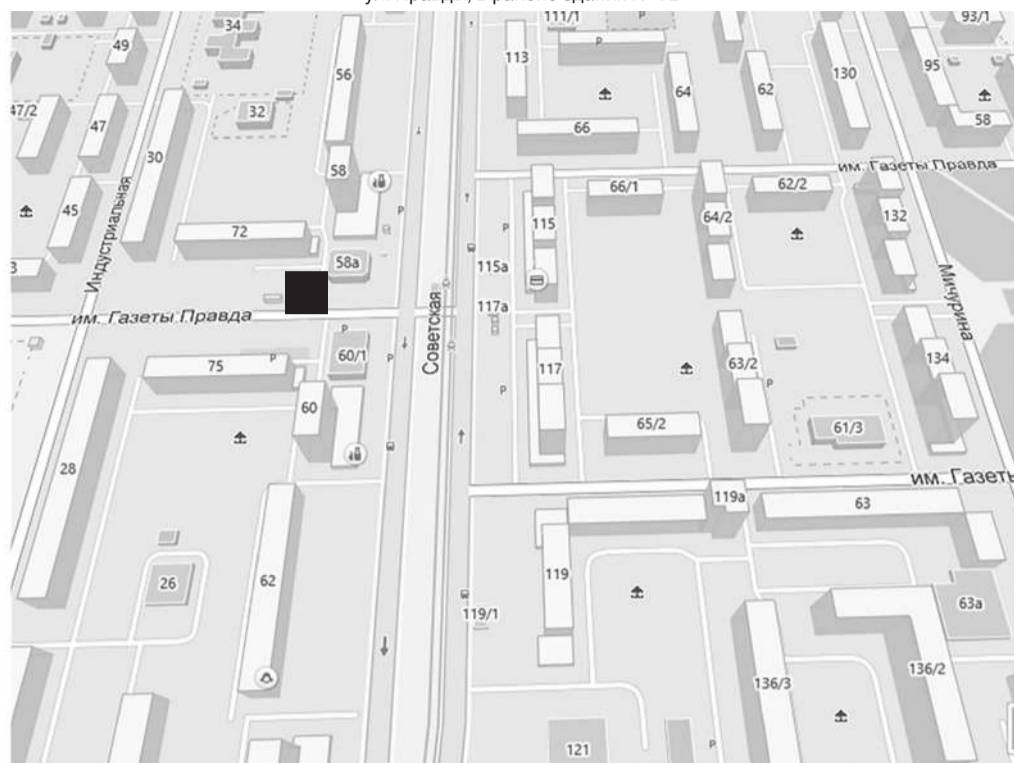 34
111/1
Р
93/1
49
56
113
64
62
130
95
58
47/2
47
30
32
66
58
им. Газеты Правда
45
Индустриальная
72
58а
66/1
64/2
62/2
132
115
115а
117а
Р
Р
3
им. Газеты Правда
Советская
Мичурина
Р
Р
75
Р
60/1
60
117
Р
63/2
Р
134
65/2
61/3
28
им. Газеты
119а
63
26
62
119
119/1
63а
136/3
136/2
121
Р